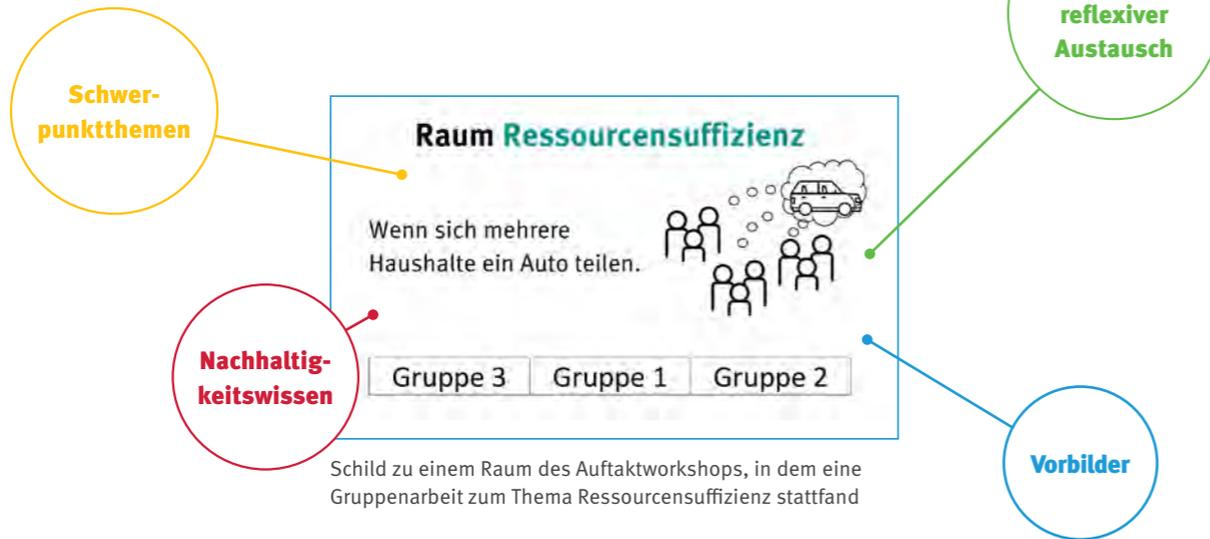 reflexiver
Austausch
Schwer-
punktthemen
Raum Ressourcensuffizienz
Wenn sich mehrere
Haushalte ein Auto teilen.
Nachhaltig-
keitswissen
Gruppe 3 Gruppe 1 Gruppe 2
Vorbilder
Schild zu einem Raum des Auftaktworkshops, in dem eine
Gruppenarbeit zum Thema Ressourcensuffizienz stattfand